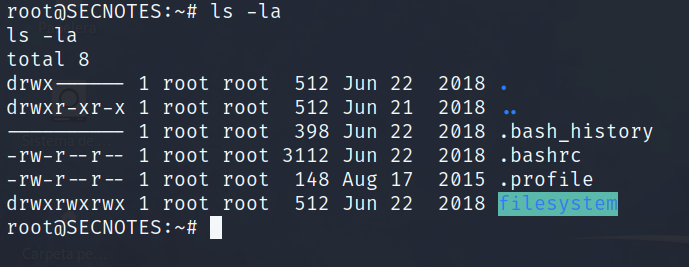 root@SECNOTES:~# ls -la
ls -la
total 8
drwx------ 1 root root  512 Jun 22  2018 .
drwxr-xr-x 1 root root  512 Jun 21  2018 ..
---------- 1 root root  398 Jun 22  2018 .bash_history
-rw-r--r-- 1 root root 3112 Jun 22  2018 .bashrc
-rw-r--r-- 1 root root  148 Aug 17  2015 .profile
drwxrwxrwx 1 root root  512 Jun 22  2018 filesystem
root@SECNOTES:~#
Carpeta pe...